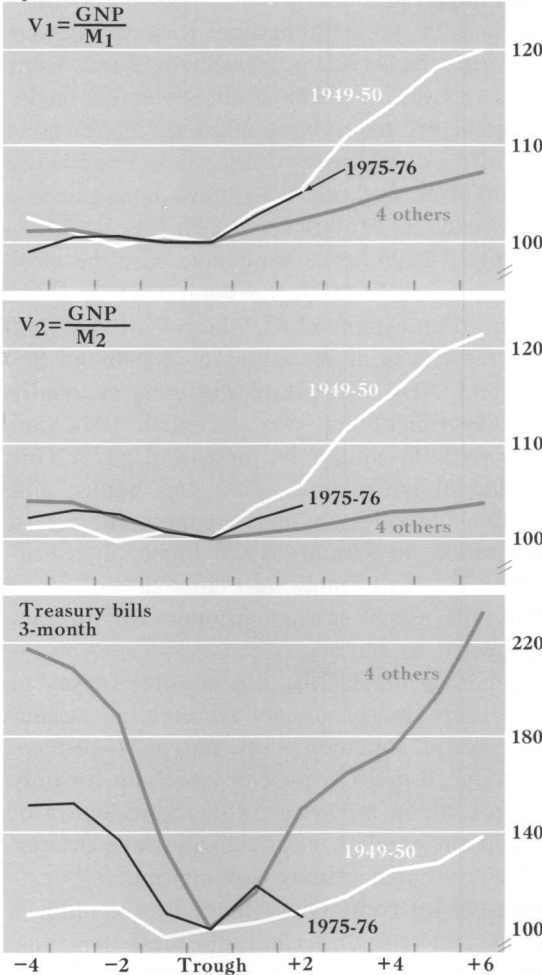 V1=GNP/M1
120
1949-50
110
1975-76
4 others
100
V2=GNP/M2
120
1949-50
110
1975-76
4 others
100
Treasury bills
3-month
220
4 others
180
140
1949-50
1975-76
100
-4 -2 Trough +2 +4 +6